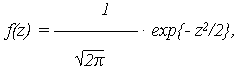 f(z) = 1 / √2π · exp{- z²/2},